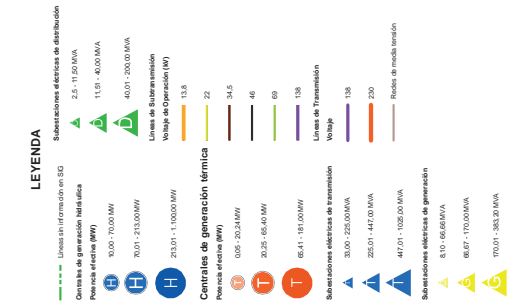 LEYENDA
Líneas sin información en SIG
Centrales de generación hidráulica
Potencia efectiva (MW)
H 10,00 - 70,00 MW
H 70,01 - 213,00 MW
H 213,01 - 1.100,00 MW
Centrales de generación térmica
Potencia efectiva (MW)
T 0,05 - 20,24 MW
T 20,25 - 65,40 MW
T 65,41 - 181,00 MW
Subestaciones eléctricas de transmisión
T 33,00 - 225,00 MVA
T 225,01 - 447,00 MVA
T 447,01 - 1025,00 MVA
Subestaciones eléctricas de generación
G 8,10 - 66,66 MVA
G 66,67 - 170,00 MVA
G 170,01 - 383,20 MVA
Subestaciones eléctricas de distribución
D 2,5 - 11,50 MVA
D 11,51 - 40,00 MVA
D 40,01 - 200,00 MVA
Líneas de Subtransmisión
Voltaje de Operación (kV)
13,8
22
34,5
46
69
138
Líneas de Transmisión
Voltaje
138
230
Redes de media tensión